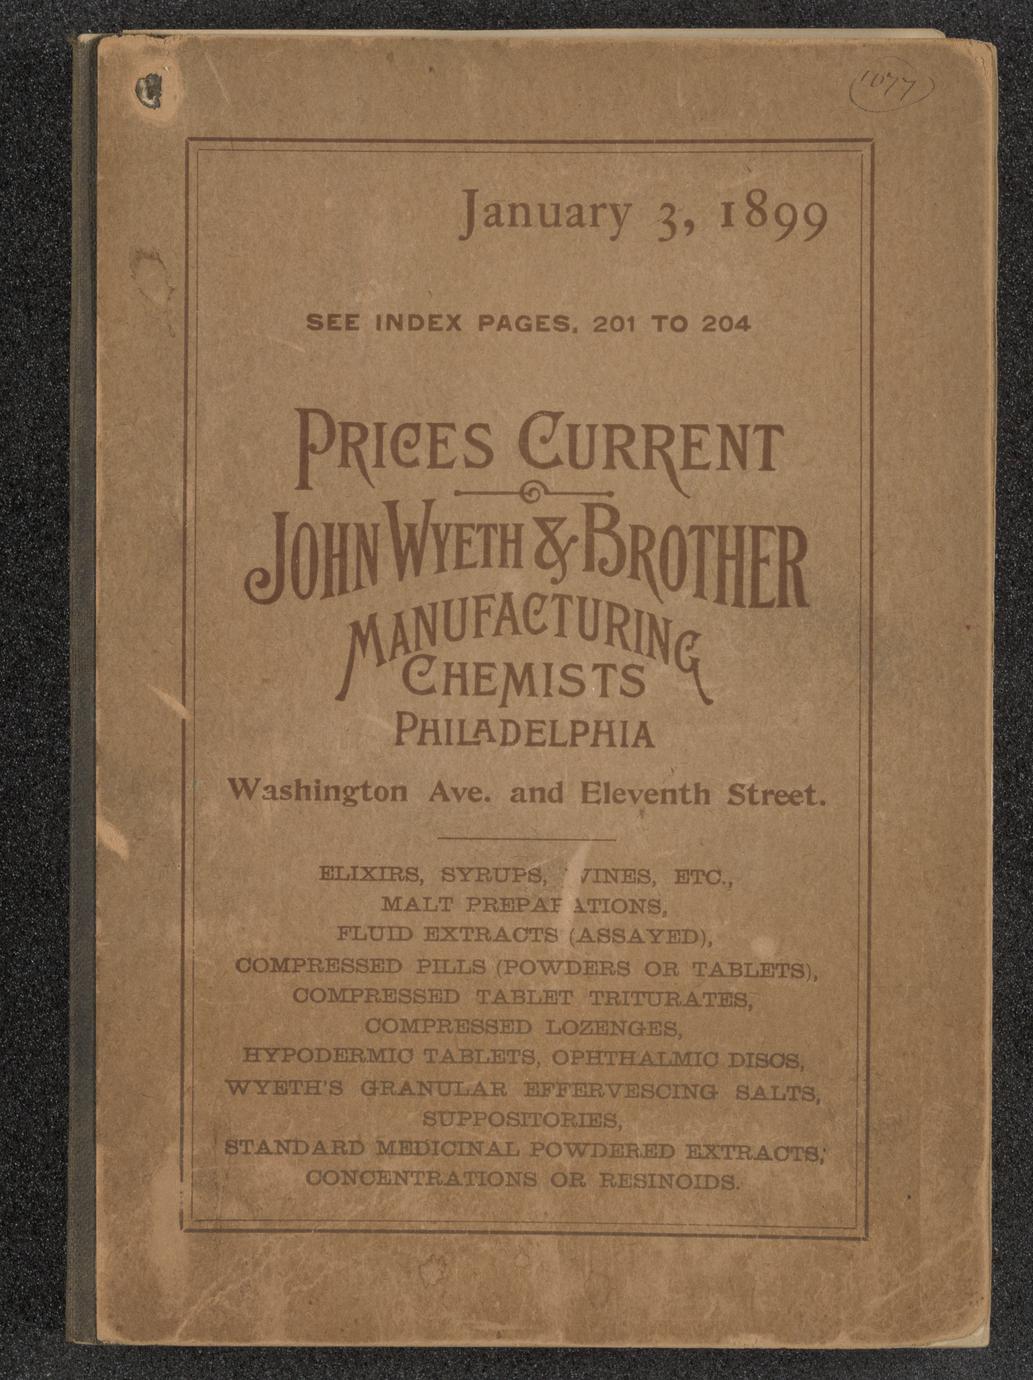 1077
January 3, 1899
SEE INDEX PAGES, 201 TO 204
PRICES CURRENT
JOHN WYETH & BROTHER
MANUFACTURING
CHEMISTS
PHILADELPHIA
Washington Ave. and Eleventh Street.
ELIXIRS, SYRUPS, WINES, ETC.,
MALT PREPARATIONS,
FLUID EXTRACTS (ASSAYED),
COMPRESSED PILLS (POWDERS OR TABLETS),
COMPRESSED TABLET TRITURATES,
COMPRESSED LOZENGES,
HYPODERMIC TABLETS, OPHTHALMIC DISCS,
WYETH'S GRANULAR EFFERVESCING SALTS,
SUPPOSITORIES,
STANDARD MEDICINAL POWDERED EXTRACTS,
CONCENTRATIONS OR RESINOIDS.